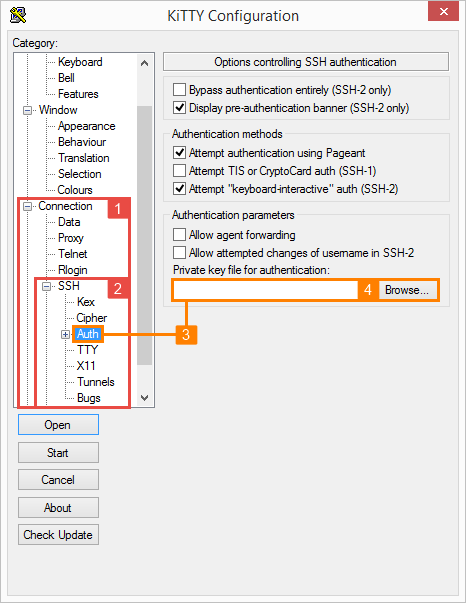 KiTTY Configuration
Category:
Keyboard
Bell
Features
Window
Appearance
Behaviour
Translation
Selection
Colours
Connection 1
Data
Proxy
Telnet
Rlogin
SSH 2
Kex
Cipher
Auth 3
TTY
X11
Tunnels
Bugs
Options controlling SSH authentication
Bypass authentication entirely (SSH-2 only)
Display pre-authentication banner (SSH-2 only)
Authentication methods
Attempt authentication using Pageant
Attempt TIS or CryptoCard auth (SSH-1)
Attempt "keyboard-interactive" auth (SSH-2)
Authentication parameters
Allow agent forwarding
Allow attempted changes of username in SSH-2
Private key file for authentication:
4 Browse...
Open
Start
Cancel
About
Check Update